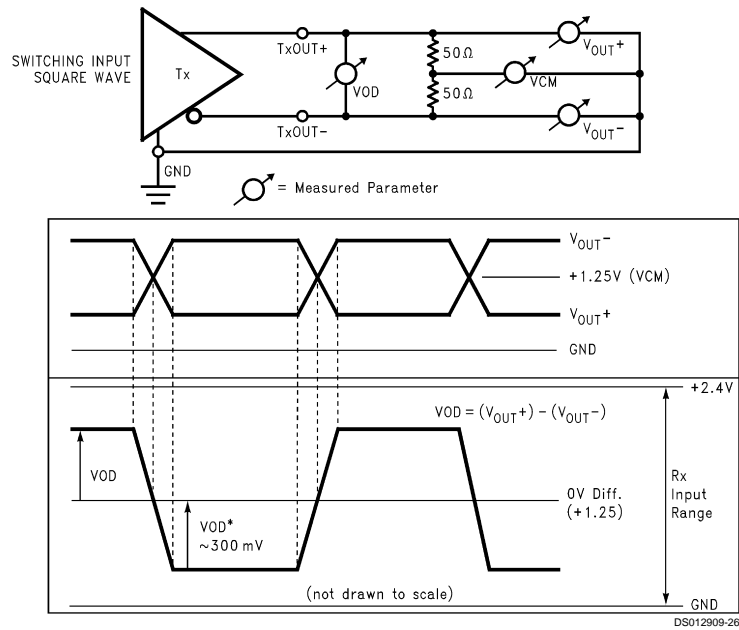 SWITCHING INPUT
SQUARE WAVE
Tx
TxOUT+
TxOUT-
VOD
50Ω
50Ω
VCM
VOUT+
VOUT-
GND
= Measured Parameter
VOUT-
+1.25V (VCM)
VOUT+
GND
+2.4V
VOD = (VOUT+) - (VOUT-)
VOD
0V Diff.
(+1.25)
Rx
Input
Range
VOD*
~300 mV
(not drawn to scale)
GND
DS012909-26